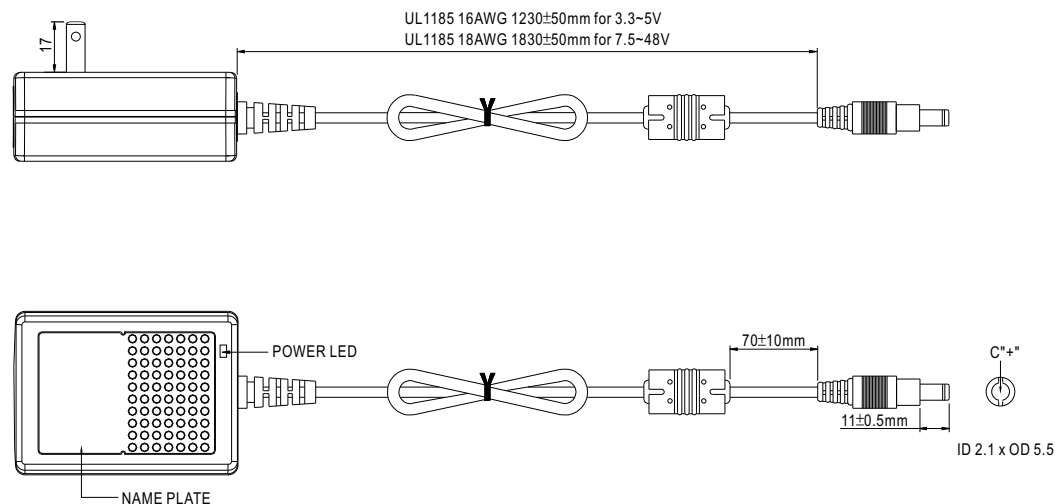 UL1185 16AWG 1230±50mm for 3.3~5V
UL1185 18AWG 1830±50mm for 7.5~48V
17
POWER LED
70±10mm
C"+"
11±0.5mm
ID 2.1 x OD 5.5
NAME PLATE